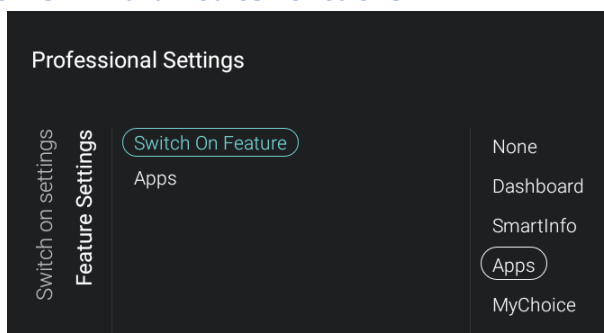 Professional Settings
Switch on settings
Feature Settings
Switch On Feature
Apps
None
Dashboard
SmartInfo
Apps
MyChoice